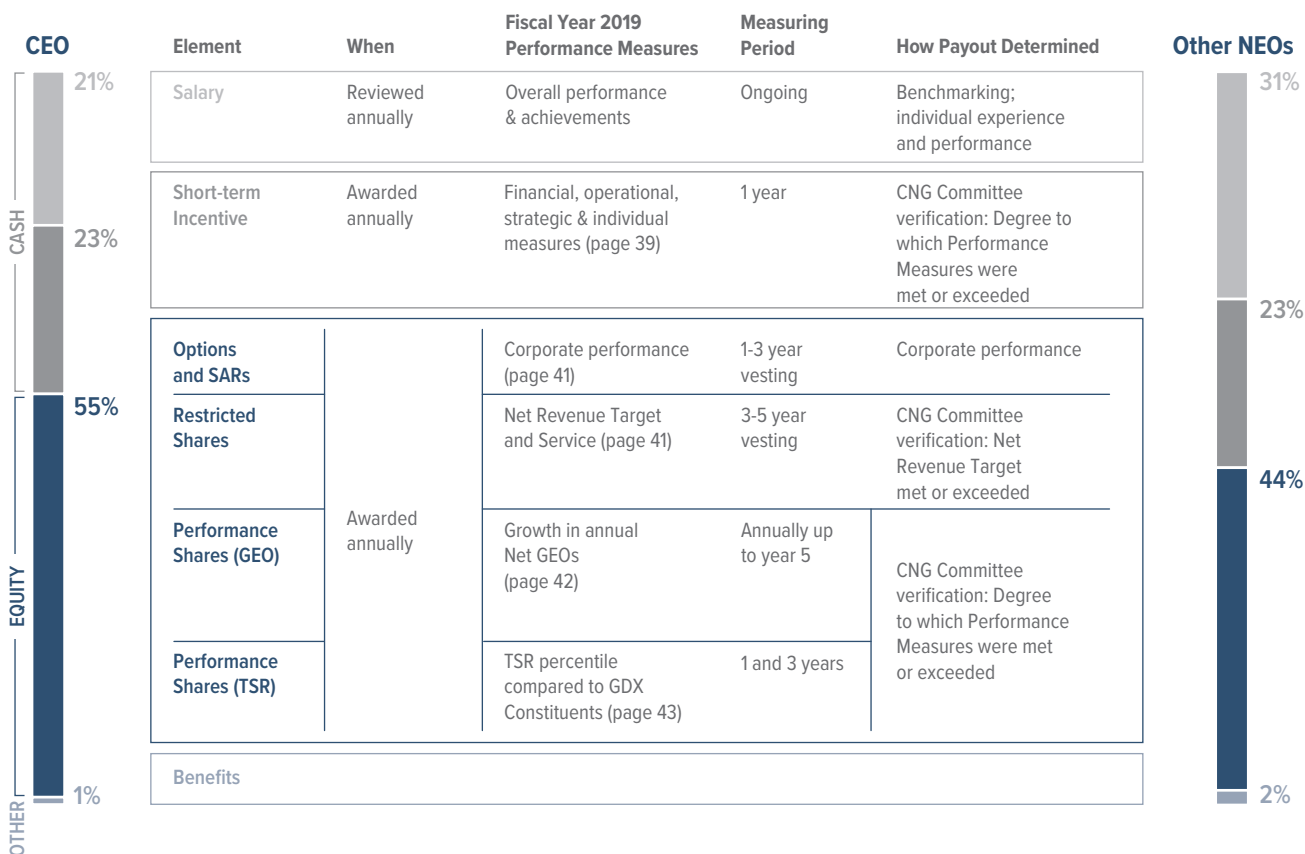 CEO
Element
When
Fiscal Year 2019
Performance Measures
Measuring
Period
How Payout Determined
Other NEOs
21%
23%
55%
1%
CASH
EQUITY
OTHER
Salary
Reviewed
annually
Overall performance
& achievements
Ongoing
Benchmarking;
individual experience
and performance
Short-term
Incentive
Awarded
annually
Financial, operational,
strategic & individual
measures (page 39)
1 year
CNG Committee
verification: Degree to
which Performance
Measures were
met or exceeded
Options
and SARs
Awarded
annually
Corporate performance
(page 41)
1-3 year
vesting
Corporate performance
Restricted
Shares
Net Revenue Target
and Service (page 41)
3-5 year
vesting
CNG Committee
verification: Net
Revenue Target
met or exceeded
Performance
Shares (GEO)
Growth in annual
Net GEOs
(page 42)
Annually up
to year 5
CNG Committee
verification: Degree
to which Performance
Measures were met
or exceeded
Performance
Shares (TSR)
TSR percentile
compared to GDX
Constituents (page 43)
1 and 3 years
Benefits
31%
23%
44%
2%